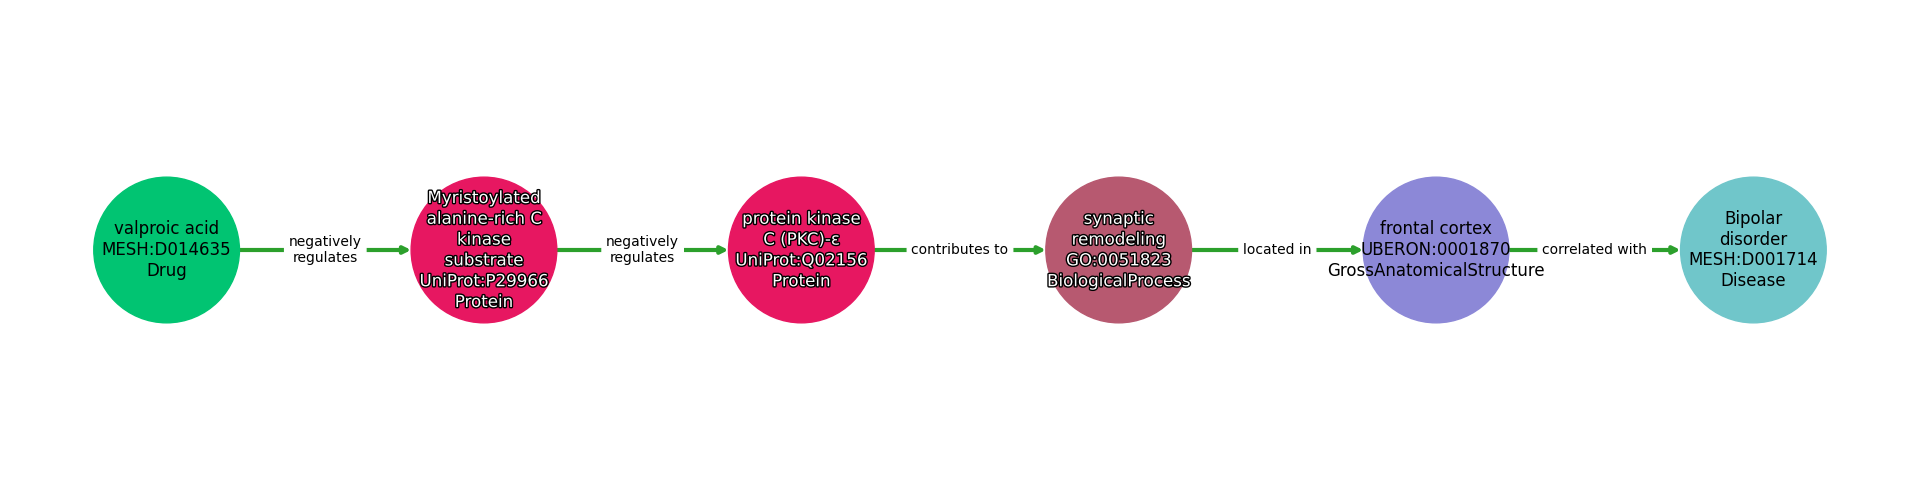 valproic acid
MESH:D014635
Drug
negatively
regulates
Myristoylated
alanine-rich C
kinase
substrate
UniProt:P29966
Protein
negatively
regulates
protein kinase
C (PKC)-ε
UniProt:Q02156
Protein
contributes to
synaptic
remodeling
GO:0051823
BiologicalProcess
located in
frontal cortex
UBERON:0001870
GrossAnatomicalStructure
correlated with
Bipolar
disorder
MESH:D001714
Disease